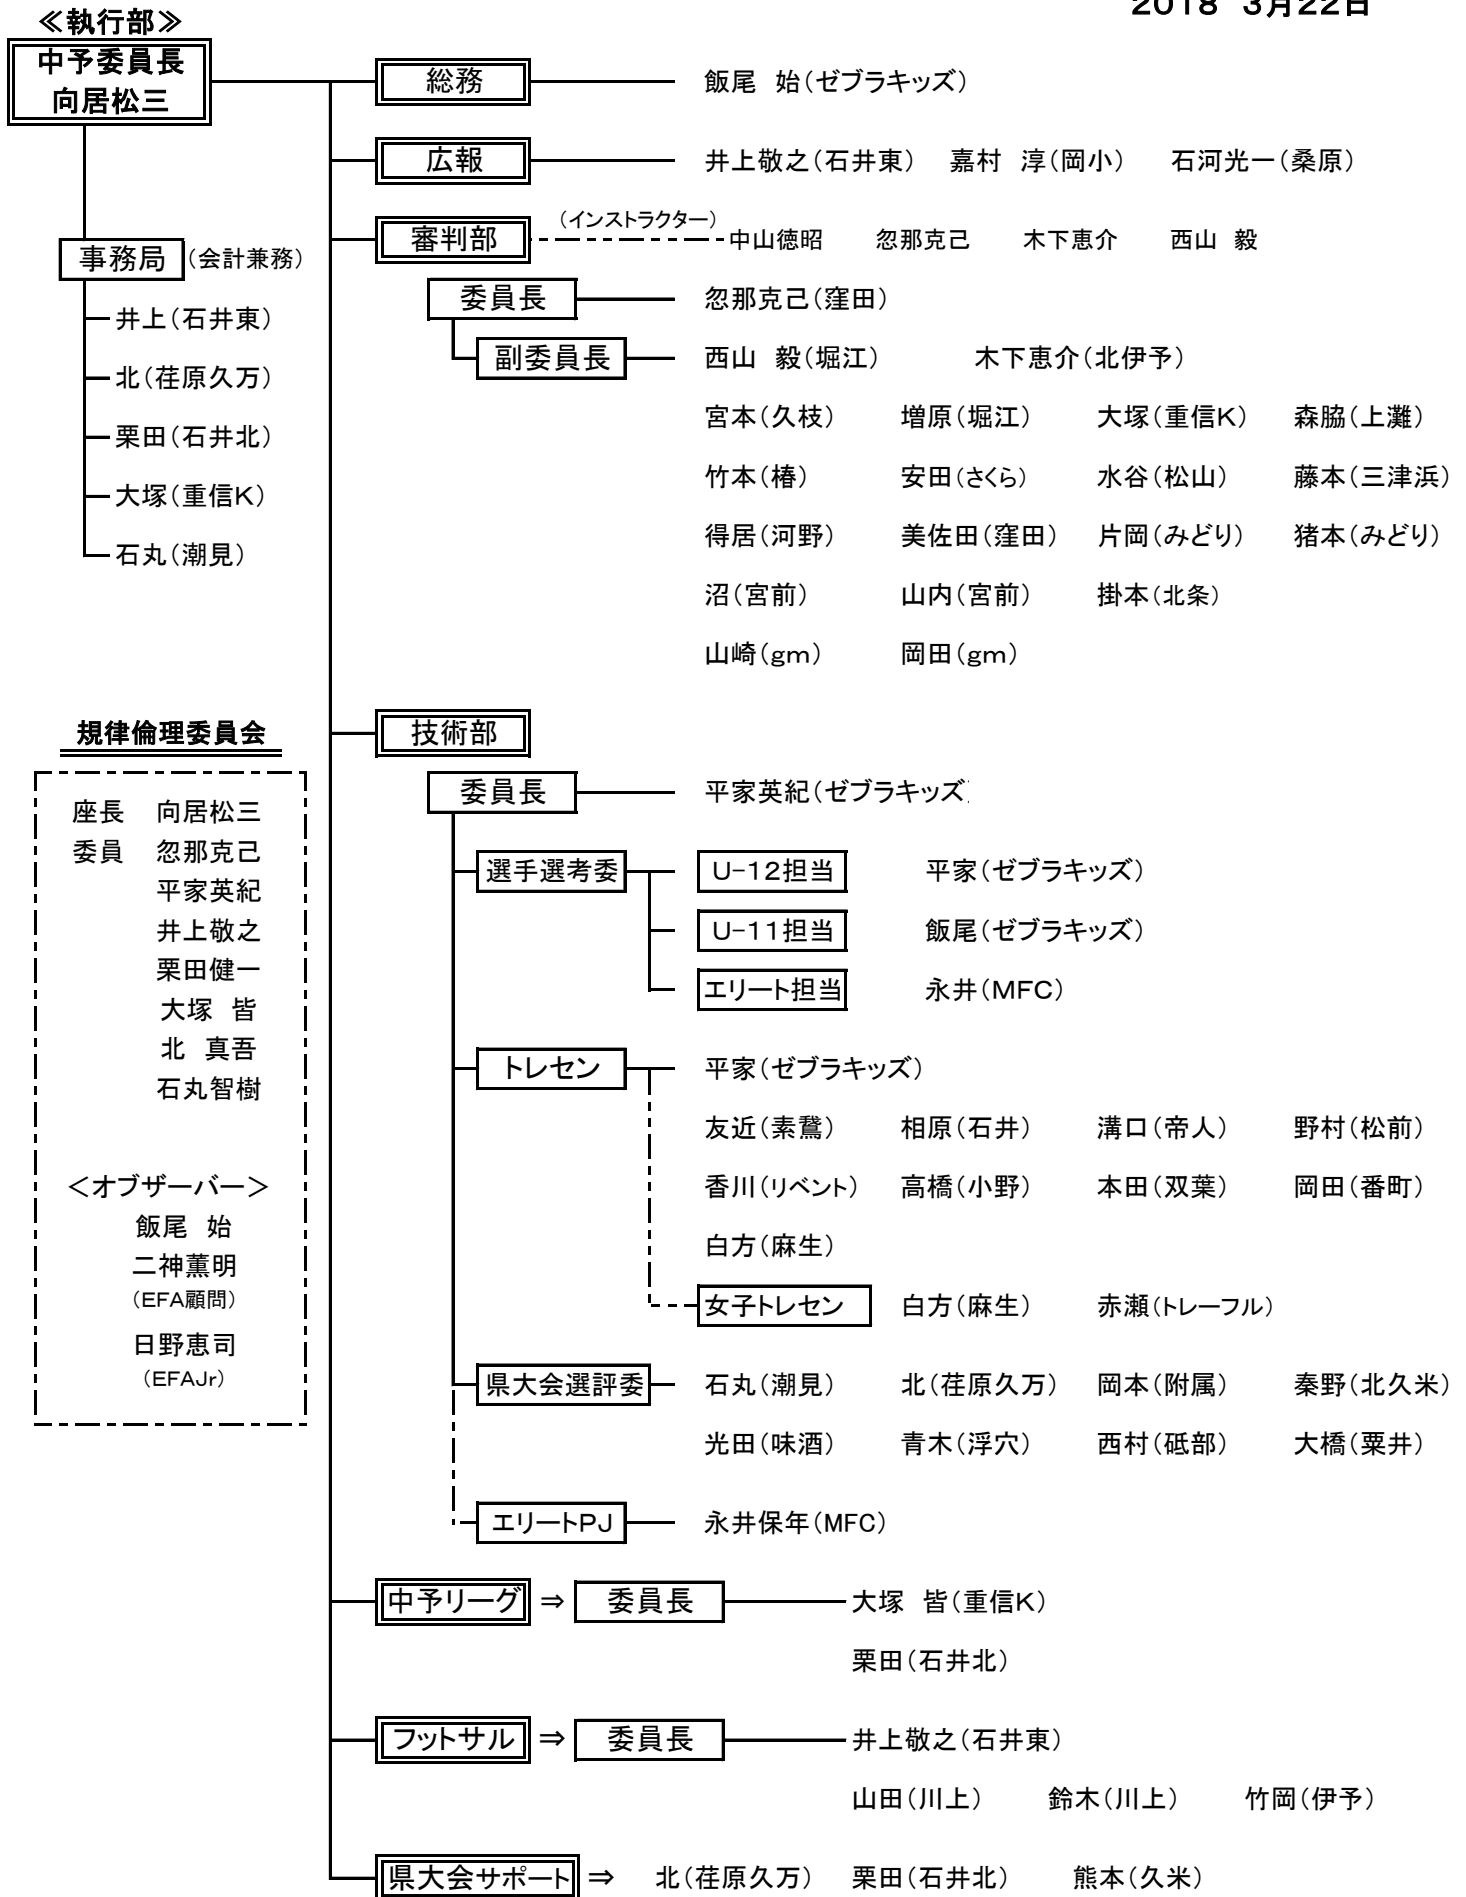 2018 3月22日
≪執行部≫
中予委員長
向居松三
総務 飯尾 始(ゼブラキッズ)
広報 井上敬之(石井東) 嘉村 淳(岡小) 石河光一(桑原)
審判部 (インストラクター) 中山徳昭 忽那克己 木下恵介 西山 毅
事務局 (会計兼務)
井上(石井東)
北(荏原久万)
栗田(石井北)
大塚(重信K)
石丸(潮見)
委員長 忽那克己(窪田)
副委員長 西山 毅(堀江) 木下恵介(北伊予)
宮本(久枝) 増原(堀江) 大塚(重信K) 森脇(上灘)
竹本(椿) 安田(さくら) 水谷(松山) 藤本(三津浜)
得居(河野) 美佐田(窪田) 片岡(みどり) 猪本(みどり)
沼(宮前) 山内(宮前) 掛本(北条)
山崎(gm) 岡田(gm)
規律倫理委員会
座長 向居松三
委員 忽那克己
平家英紀
井上敬之
栗田健一
大塚 皆
北 真吾
石丸智樹
<オブザーバー>
飯尾 始
二神薫明
(EFA顧問)
日野恵司
(EFAJr)
技術部
委員長 平家英紀(ゼブラキッズ
選手選考委 U-12担当 平家(ゼブラキッズ)
U-11担当 飯尾(ゼブラキッズ)
エリート担当 永井(MFC)
トレセン 平家(ゼブラキッズ)
友近(素鵞) 相原(石井) 溝口(帝人) 野村(松前)
香川(リベント) 高橋(小野) 本田(双葉) 岡田(番町)
白方(麻生)
女子トレセン 白方(麻生) 赤瀬(トレーフル)
県大会選評委 石丸(潮見) 北(荏原久万) 岡本(附属) 秦野(北久米)
光田(味酒) 青木(浮穴) 西村(砥部) 大橋(粟井)
エリートPJ 永井保年(MFC)
中予リーグ ⇒ 委員長 大塚 皆(重信K)
栗田(石井北)
フットサル ⇒ 委員長 井上敬之(石井東)
山田(川上) 鈴木(川上) 竹岡(伊予)
県大会サポート ⇒ 北(荏原久万) 栗田(石井北) 熊本(久米)